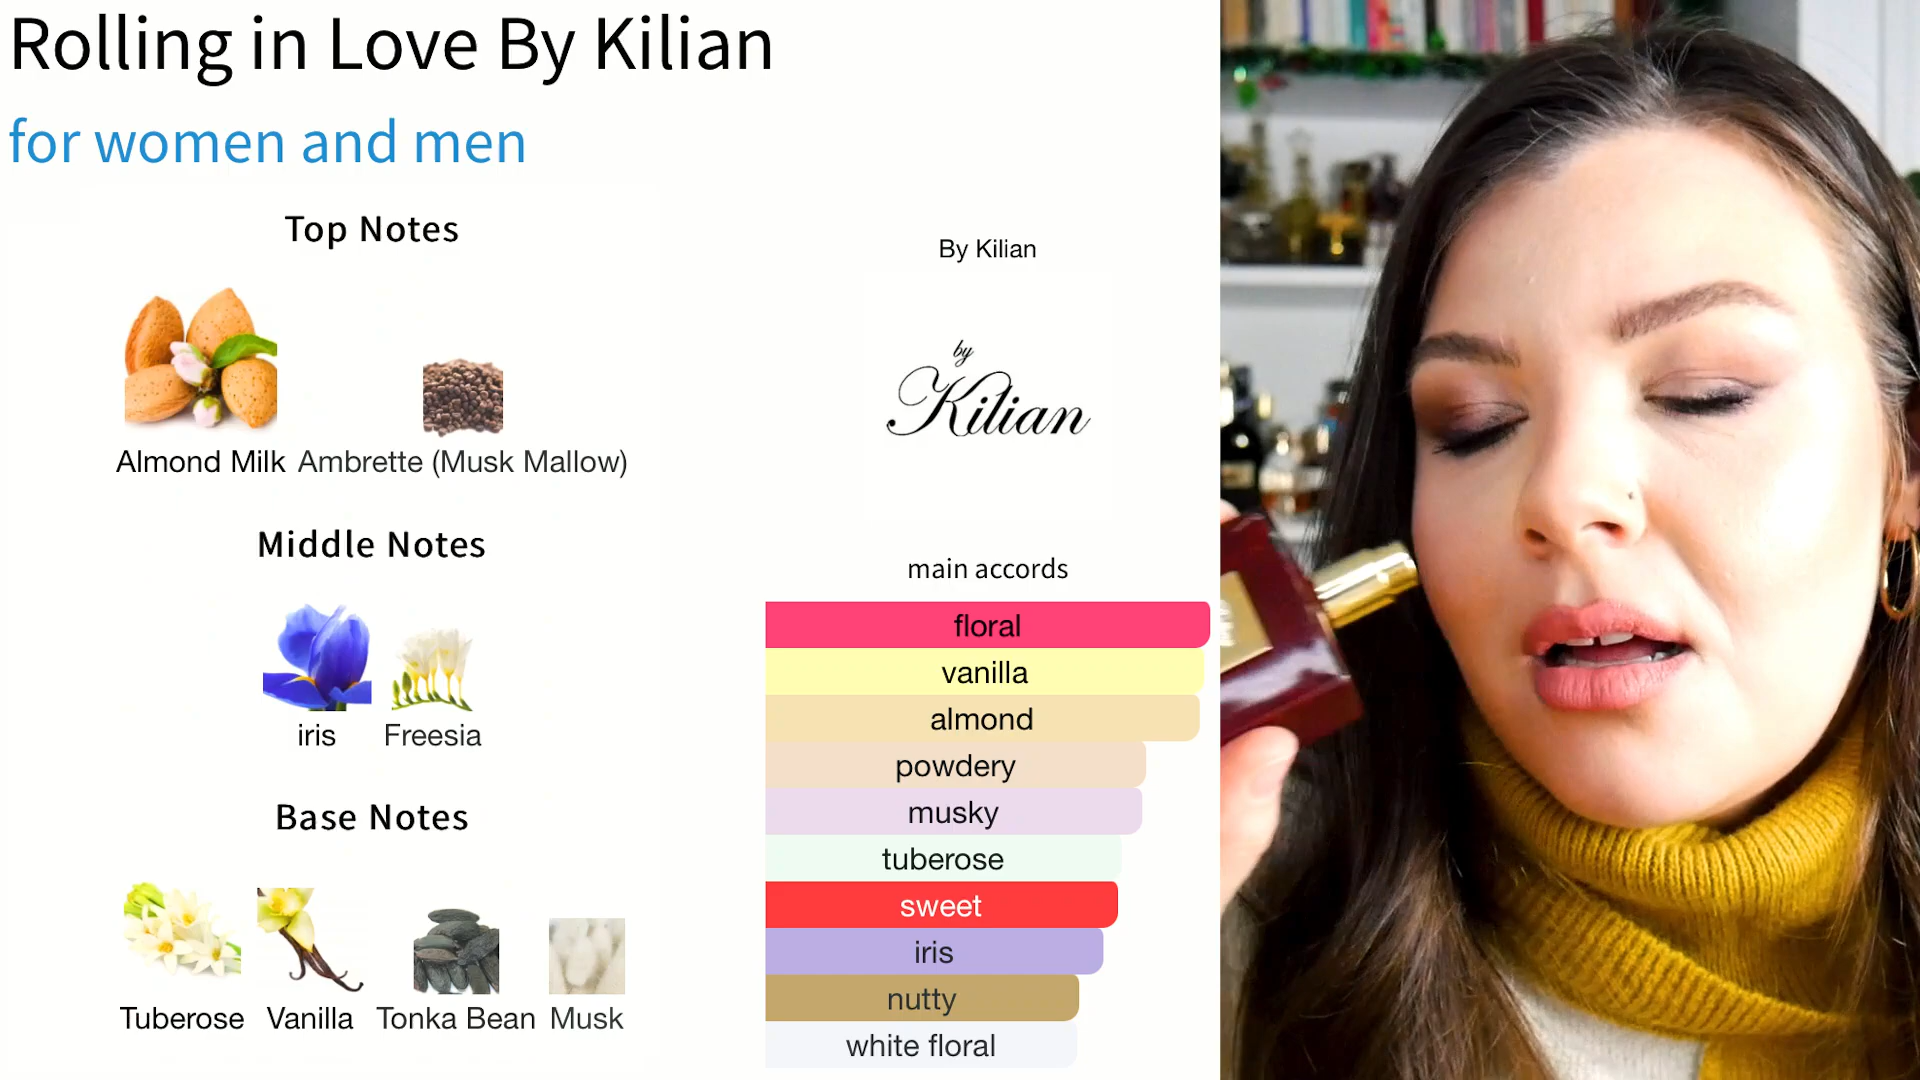 Rolling in Love By Kilian
for women and men
Top Notes
Almond Milk Ambrette (Musk Mallow)
Middle Notes
iris Freesia
Base Notes
Tuberose Vanilla Tonka Bean Musk
By Kilian
by
Kilian
main accords
floral
vanilla
almond
powdery
musky
tuberose
sweet
iris
nutty
white floral